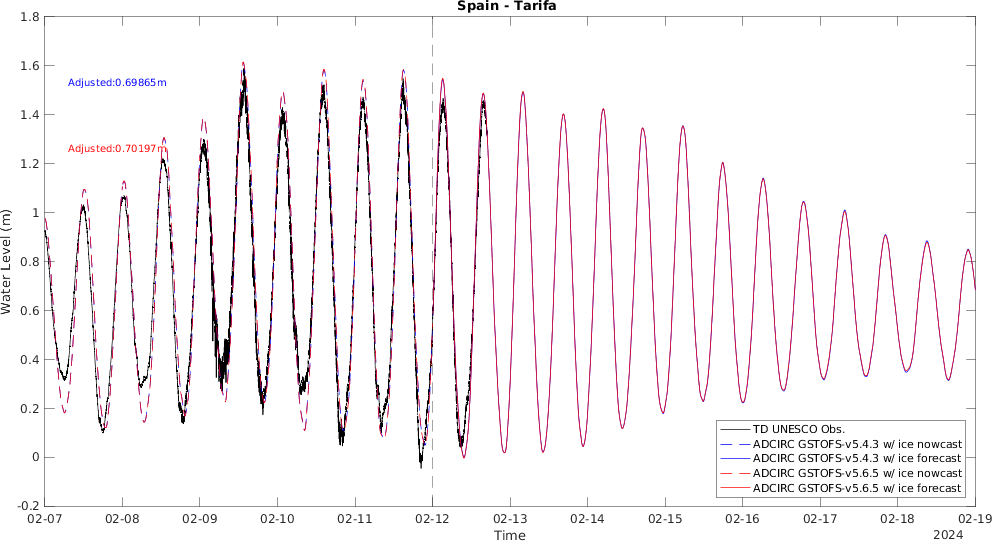 Spain - Tarifa
1.8
1.6
1.4
1.2
1
0.8
0.6
0.4
0.2
0
-0.2
Water Level (m)
Adjusted:0.69865m
Adjusted:0.70197m
TD UNESCO Obs.
ADCIRC GSTOFS-v5.4.3 w/ ice nowcast
ADCIRC GSTOFS-v5.4.3 w/ ice forecast
ADCIRC GSTOFS-v5.6.5 w/ ice nowcast
ADCIRC GSTOFS-v5.6.5 w/ ice forecast
02-07 02-08 02-09 02-10 02-11 02-12 02-13 02-14 02-15 02-16 02-17 02-18 02-19
Time
2024